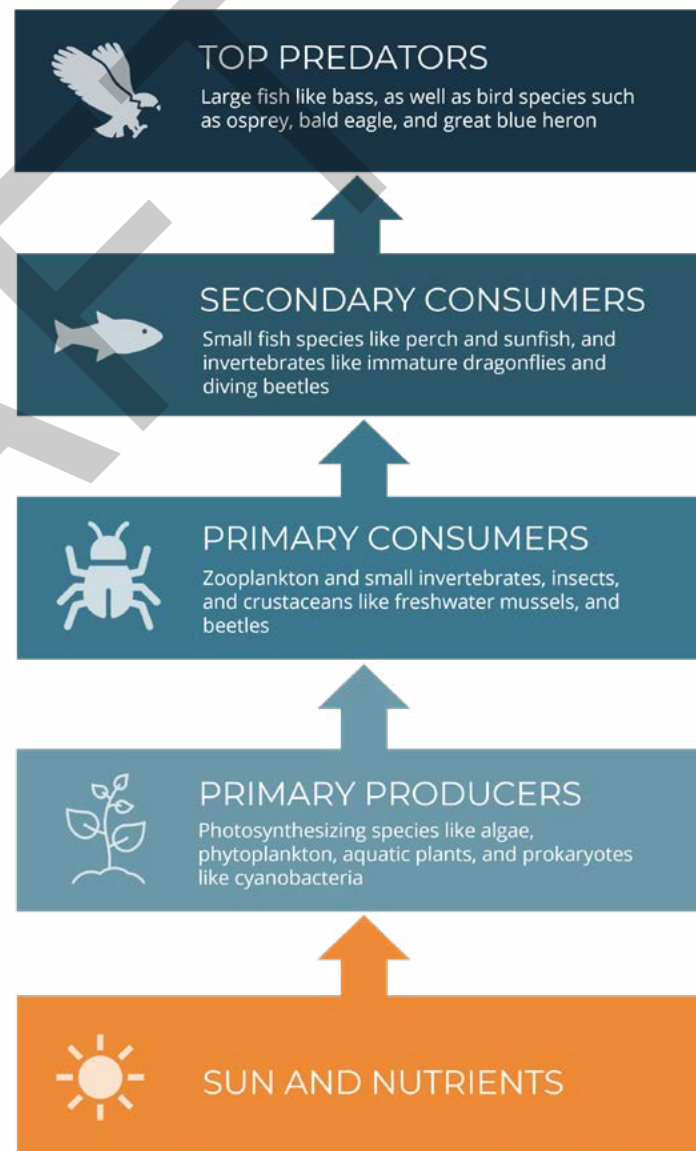 TOP PREDATORS
Large fish like bass, as well as bird species such
as osprey, bald eagle, and great blue heron
SECONDARY CONSUMERS
Small fish species like perch and sunfish, and
invertebrates like immature dragonflies and
diving beetles
PRIMARY CONSUMERS
Zooplankton and small invertebrates, insects,
and crustaceans like freshwater mussels, and
beetles
PRIMARY PRODUCERS
Photosynthesizing species like algae,
phytoplankton, aquatic plants, and prokaryotes
like cyanobacteria
SUN AND NUTRIENTS